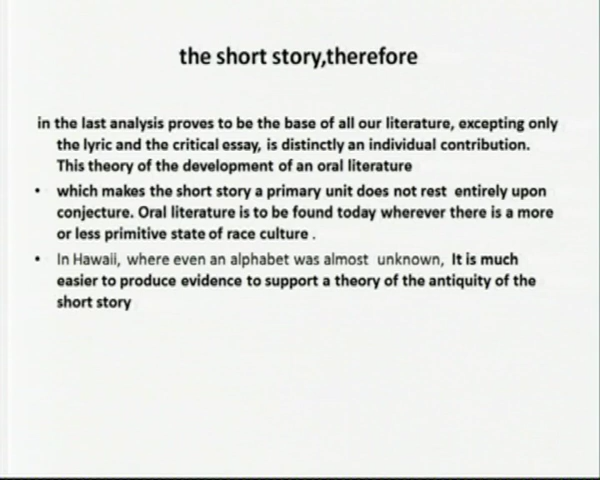 the short story,therefore
in the last analysis proves to be the base of all our literature, excepting only
the lyric and the critical essay, is distinctly an individual contribution.
This theory of the development of an oral literature
• which makes the short story a primary unit does not rest entirely upon
conjecture. Oral literature is to be found today wherever there is a more
or less primitive state of race culture .
• In Hawaii, where even an alphabet was almost unknown, It is much
easier to produce evidence to support a theory of the antiquity of the
short story